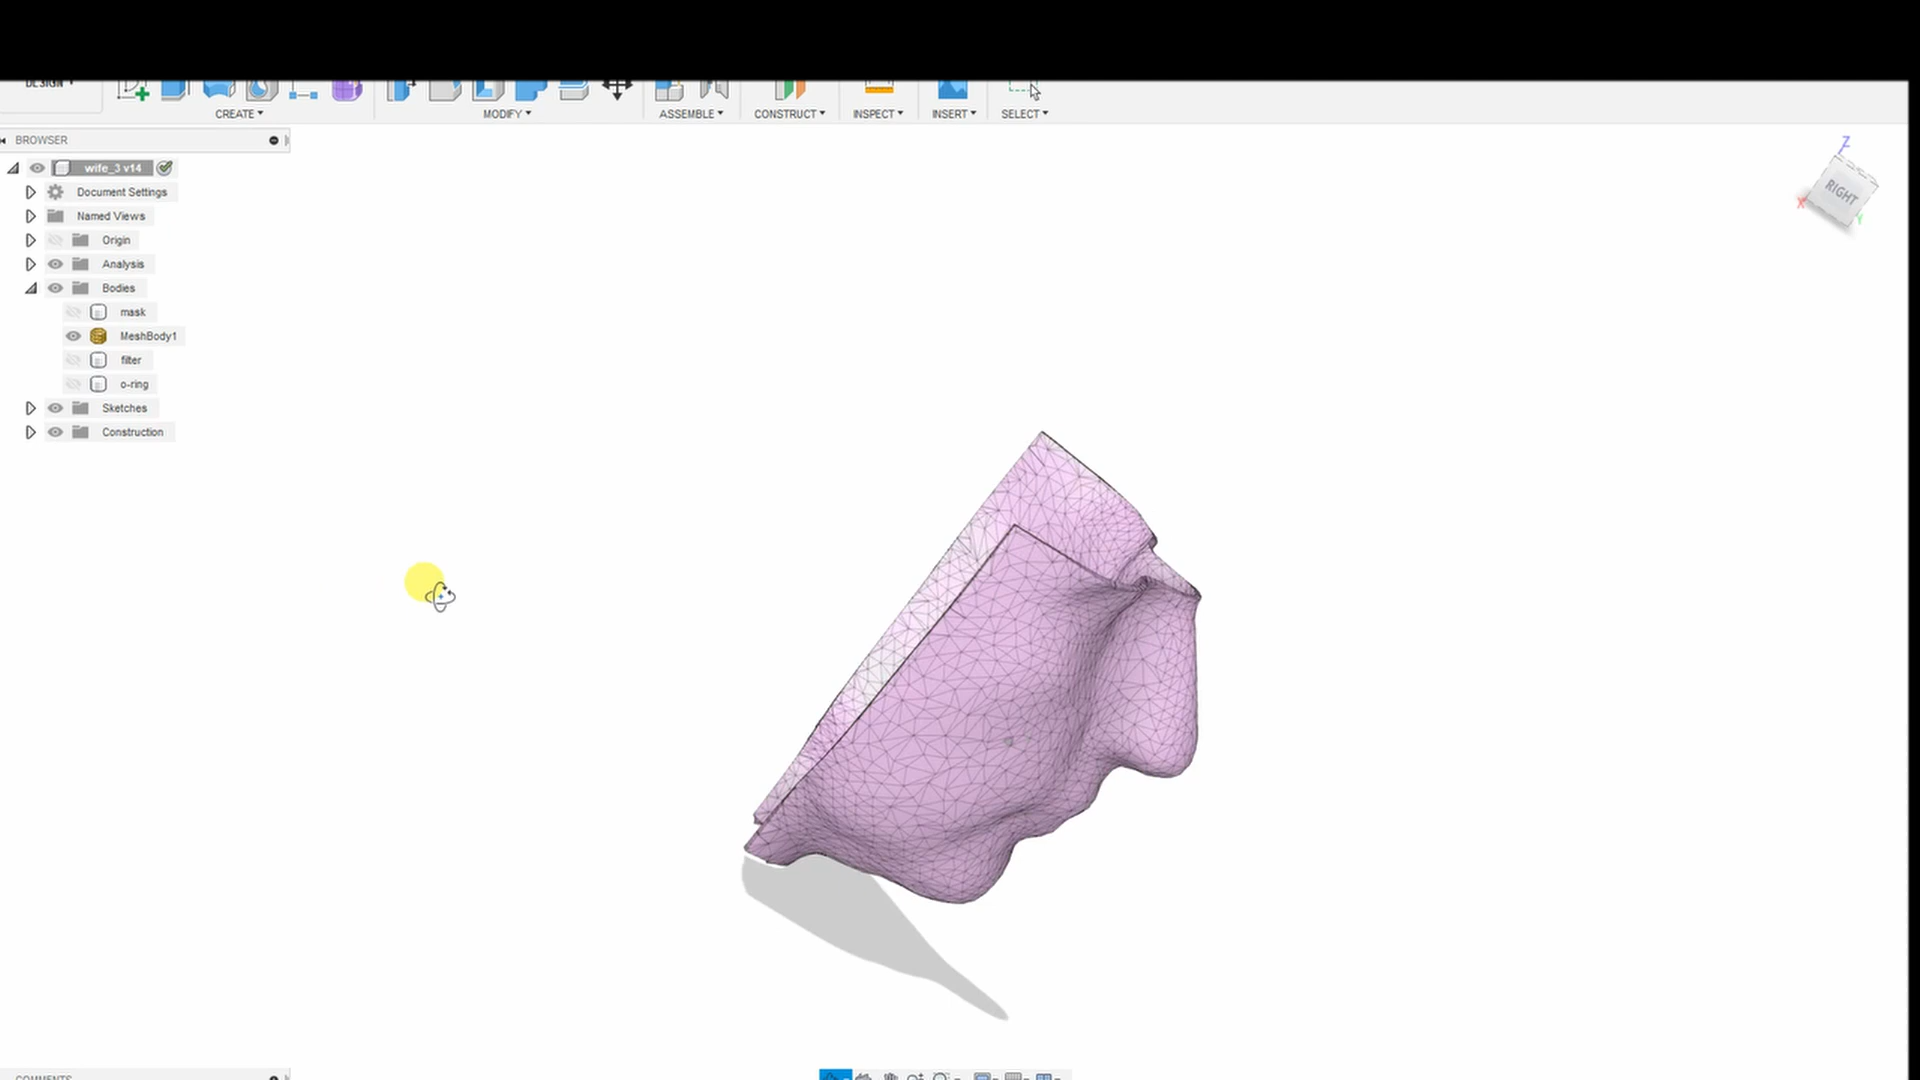 DESIGN
CREATE MODIFY ASSEMBLE CONSTRUCT INSPECT INSERT SELECT
BROWSER
wife_3 v14
Document Settings
Named Views
Origin
Analysis
Bodies
mask
MeshBody1
filter
o-ring
Sketches
Construction
Z
RIGHT
X
Y
COMMENTS